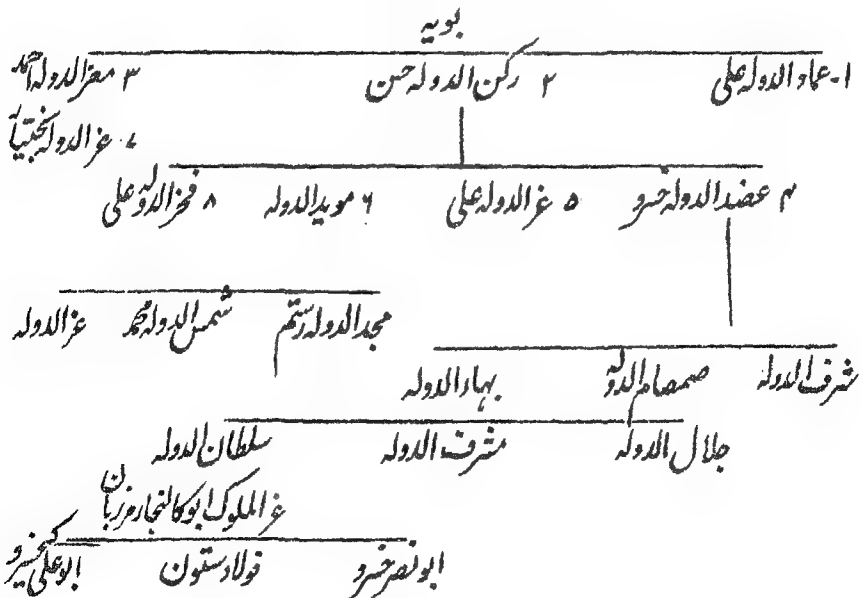 بویہ
۱- عماد الدولہ علی ۲ رکن الدولہ حسن ۳ معز الدولہ احمد
۷ عز الدولہ بختیار
۴ عضد الدولہ خسرو ۵ عز الدولہ علی ۶ موید الدولہ ۸ فخر الدولہ علی
مجد الدولہ رستم شمس الدولہ محمد عز الدولہ
شرف الدولہ صمصام الدولہ بہاء الدولہ
جلال الدولہ مشرف الدولہ سلطان الدولہ
عز الملوک ابوکالنجار مرزبان
ابو نصر خسرو فولادستون ابو علی کیخسرو